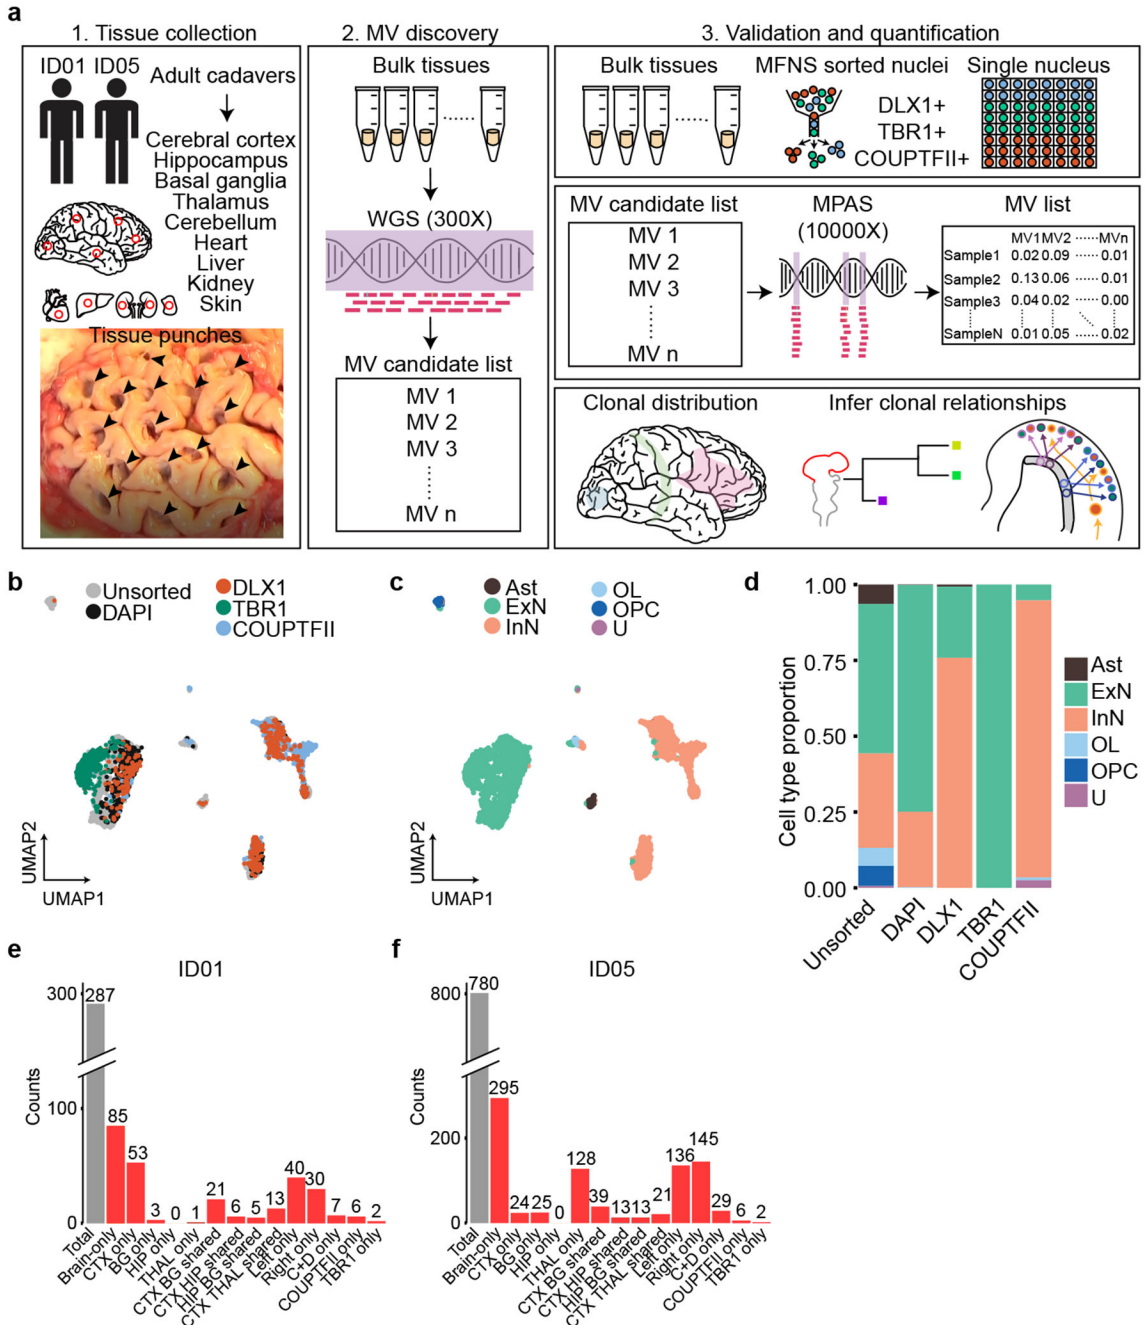 a
1. Tissue collection
ID01 ID05
Adult cadavers
Cerebral cortex
Hippocampus
Basal ganglia
Thalamus
Cerebellum
Heart
Liver
Kidney
Skin
Tissue punches
2. MV discovery
Bulk tissues
WGS (300X)
MV candidate list
MV 1
MV 2
MV 3
MV n
3. Validation and quantification
Bulk tissues
MFNS sorted nuclei
DLX1+
TBR1+
COUPTFII+
Single nucleus
MV candidate list
MV 1
MV 2
MV 3
MV n
MPAS
(10000X)
MV list
MV1 MV2 ······ MVn
Sample1 0.02 0.09 ······ 0.01
Sample2 0.13 0.06 ······ 0.01
Sample3 0.04 0.02 ······ 0.00
SampleN 0.01 0.05 ······ 0.02
Clonal distribution
Infer clonal relationships
b
Unsorted
DAPI
DLX1
TBR1
COUPTFII
UMAP2
UMAP1
c
Ast
ExN
InN
OL
OPC
U
UMAP2
UMAP1
d
Cell type proportion
1.00
0.75
0.50
0.25
0.00
Unsorted
DAPI
DLX1
TBR1
COUPTFII
Ast
ExN
InN
OL
OPC
U
e
ID01
Counts
300
100
0
287
85
53
3
0
1
21
6
5
13
40
30
7
6
2
Total
Brain-only
CTX only
BG only
HIP only
THAL only
CTX BG shared
CTX HIP shared
HIP BG shared
CTX THAL shared
Left only
Right only
C+D only
COUPTFII only
TBR1 only
f
ID05
Counts
800
200
0
780
295
24
25
0
128
39
13
13
21
136
145
29
6
2
Total
Brain-only
CTX only
BG only
HIP only
THAL only
CTX BG shared
CTX HIP shared
HIP BG shared
CTX THAL shared
Left only
Right only
C+D only
COUPTFII only
TBR1 only